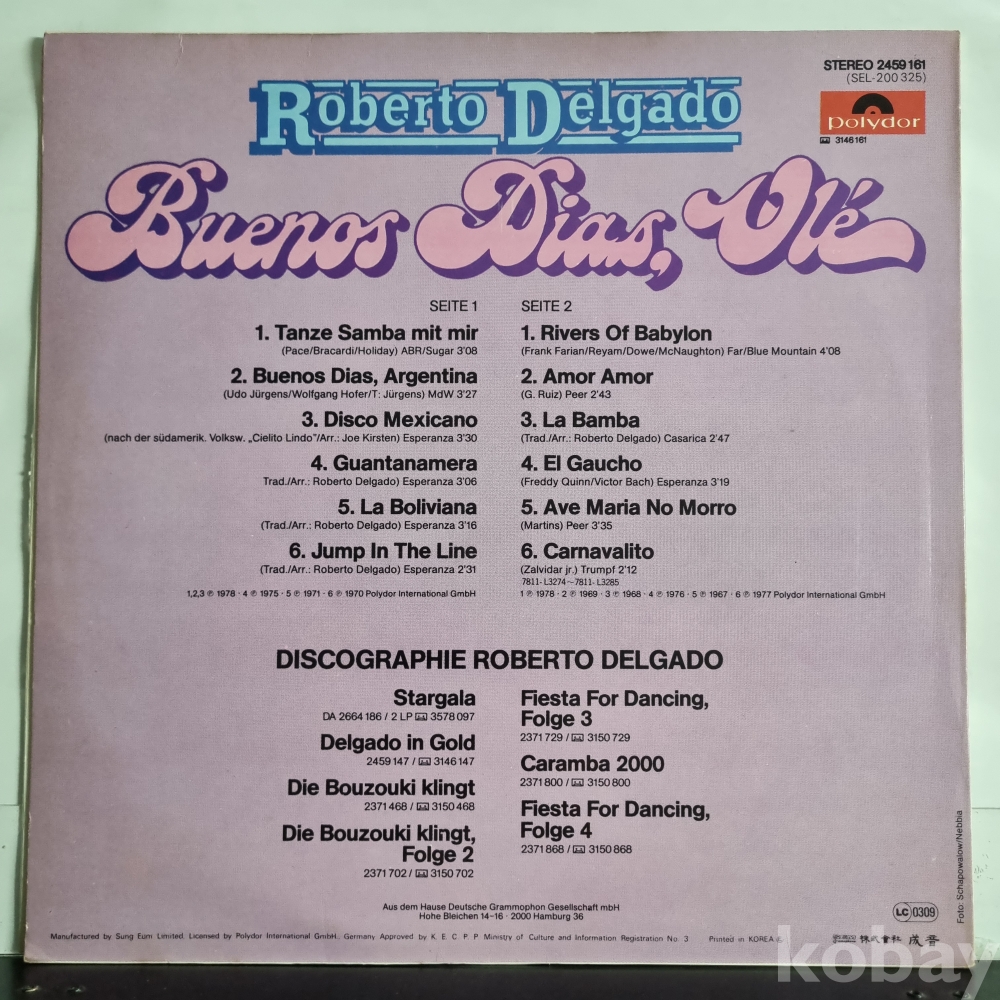 STEREO 2459 161
(SEL-200 325)
Polydor
3146 161
Roberto Delgado
Buenos Dias, Olé
SEITE 1
1. Tanze Samba mit mir
(Pace/Bracardi/Holiday) ABR/Sugar 3'08
2. Buenos Dias, Argentina
(Udo Jürgens/Wolfgang Hofer/T: Jürgens) MdW 3'27
3. Disco Mexicano
(nach der südamerik. Volksw. „Cielito Lindo"/Arr.: Joe Kirsten) Esperanza 3'30
4. Guantanamera
Trad./Arr.: Roberto Delgado) Esperanza 3'06
5. La Boliviana
(Trad./Arr.: Roberto Delgado) Esperanza 3'16
6. Jump In The Line
(Trad./Arr.: Roberto Delgado) Esperanza 2'31
1,2,3 ℗ 1978 · 4 ℗ 1975 · 5 ℗ 1971 · 6 ℗ 1970 Polydor International GmbH
SEITE 2
1. Rivers Of Babylon
(Frank Farian/Reyam/Dowe/McNaughton) Far/Blue Mountain 4'08
2. Amor Amor
(G. Ruiz) Peer 2'43
3. La Bamba
(Trad./Arr.: Roberto Delgado) Casarica 2'47
4. El Gaucho
(Freddy Quinn/Victor Bach) Esperanza 3'19
5. Ave Maria No Morro
(Martins) Peer 3'35
6. Carnavalito
(Zalvidar jr.) Trumpf 2'12
7811- L3274~7811- L3285
1 ℗ 1978 · 2 ℗ 1969 · 3 ℗ 1968 · 4 ℗ 1976 · 5 ℗ 1967 · 6 ℗ 1977 Polydor International GmbH
DISCOGRAPHIE ROBERTO DELGADO
Stargala
DA 2664 186 / 2 LP 3578 097
Delgado in Gold
2459 147 / 3146 147
Die Bouzouki klingt
2371 468 / 3150 468
Die Bouzouki klingt,
Folge 2
2371 702 / 3150 702
Fiesta For Dancing,
Folge 3
2371 729 / 3150 729
Caramba 2000
2371 800 / 3150 800
Fiesta For Dancing,
Folge 4
2371 868 / 3150 868
Foto: Schapowalow/Nebbia
Aus dem Hause Deutsche Grammophon Gesellschaft mbH
Hohe Bleichen 14-16 · 2000 Hamburg 36
LC 0309
Manufactured by Sung Eum Limited. Licensed by Polydor International GmbH, Germany Approved by K. E. C. P. P Ministry of Culture and Information Registration No. 3 Printed in KOREA
株式會社 成音
kobay